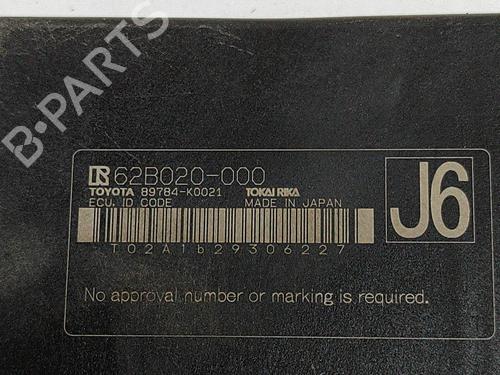 62B020-000
TOYOTA 89784-K0021 TOKAI RIKA
ECU, ID CODE MADE IN JAPAN
J6
T02A1b29306227
No approval number or marking is required.
B-PARTS